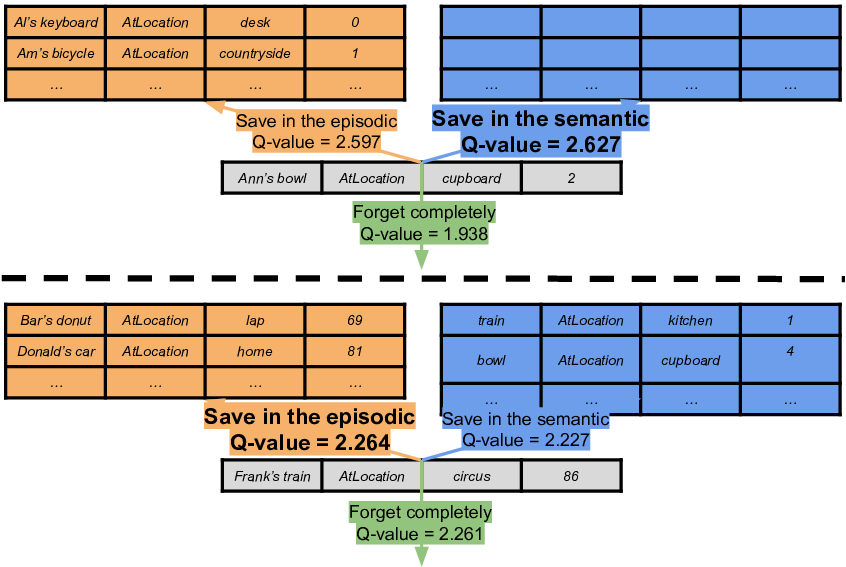 Al's keyboard AtLocation desk 0
Am's bicycle AtLocation countryside 1
... ... ... ... ... ... ... ...
Save in the episodic
Q-value = 2.597
Save in the semantic
Q-value = 2.627
Ann's bowl AtLocation cupboard 2
Forget completely
Q-value = 1.938
Bar's donut AtLocation lap 69 train AtLocation kitchen 1
Donald's car AtLocation home 81 bowl AtLocation cupboard 4
... ... ... ... ... ... ... ...
Save in the episodic
Q-value = 2.264
Save in the semantic
Q-value = 2.227
Frank's train AtLocation circus 86
Forget completely
Q-value = 2.261